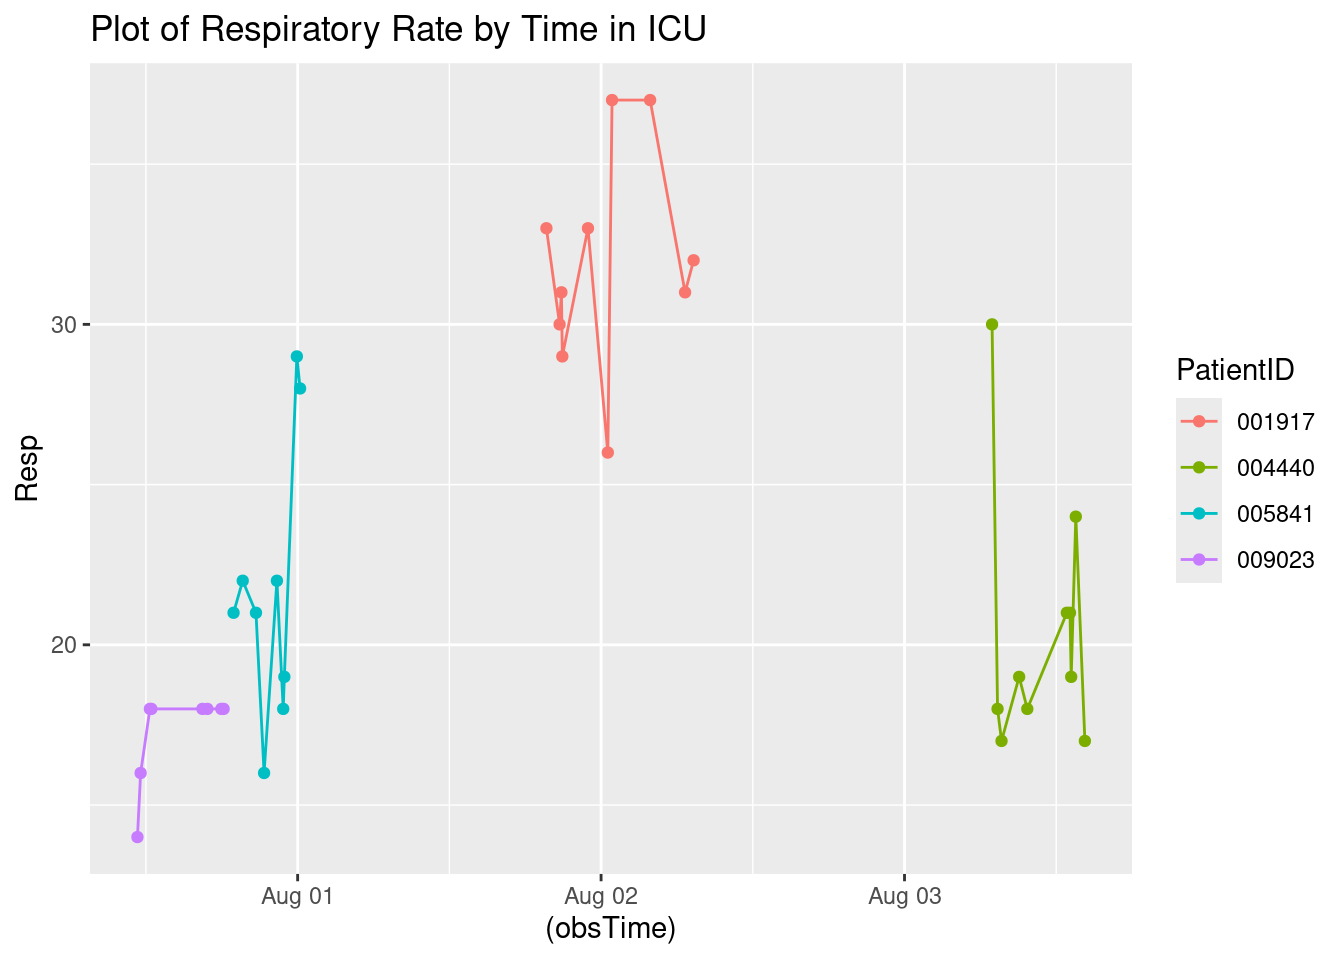 Plot of Respiratory Rate by Time in ICU
Resp
30
20
Aug 01
Aug 02
Aug 03
(obsTime)
PatientID
001917
004440
005841
009023